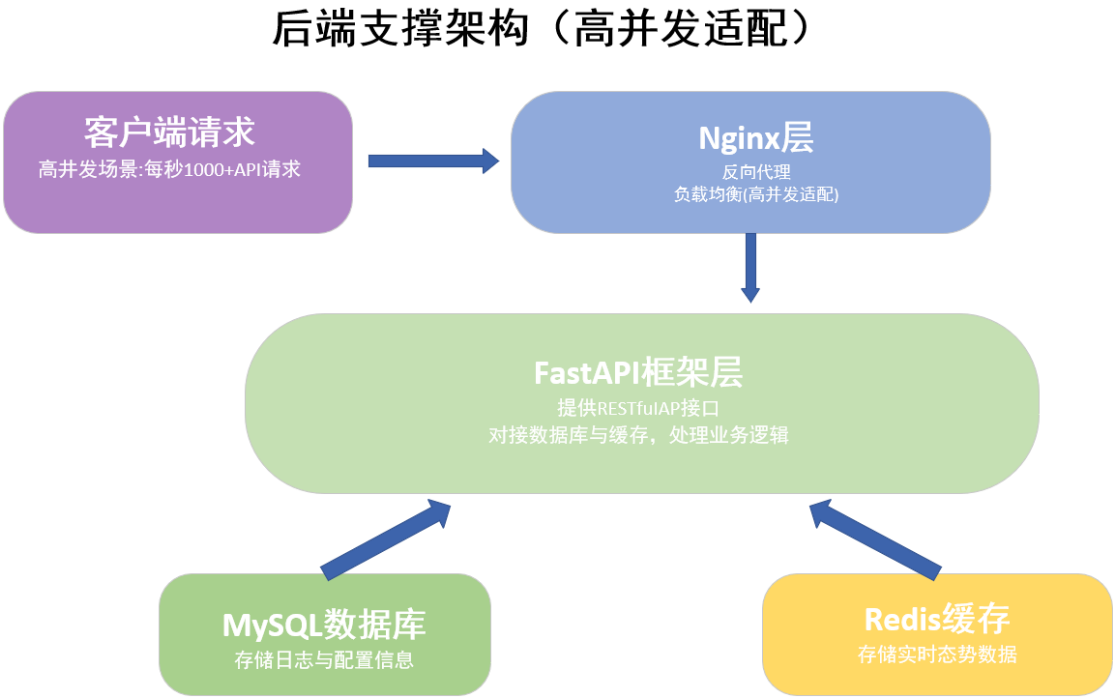 后端支撑架构（高并发适配）
客户端请求
高井发场景:每秒1000+API请求
Nginx层
反向代理
负载均衡(高并发适配)
FastAPI框架层
提供RESTfulAP接口
对接数据库与缓存，处理业务逻辑
MySQL数据库
存储日志与配置信息
Redis缓存
存储实时态势数据